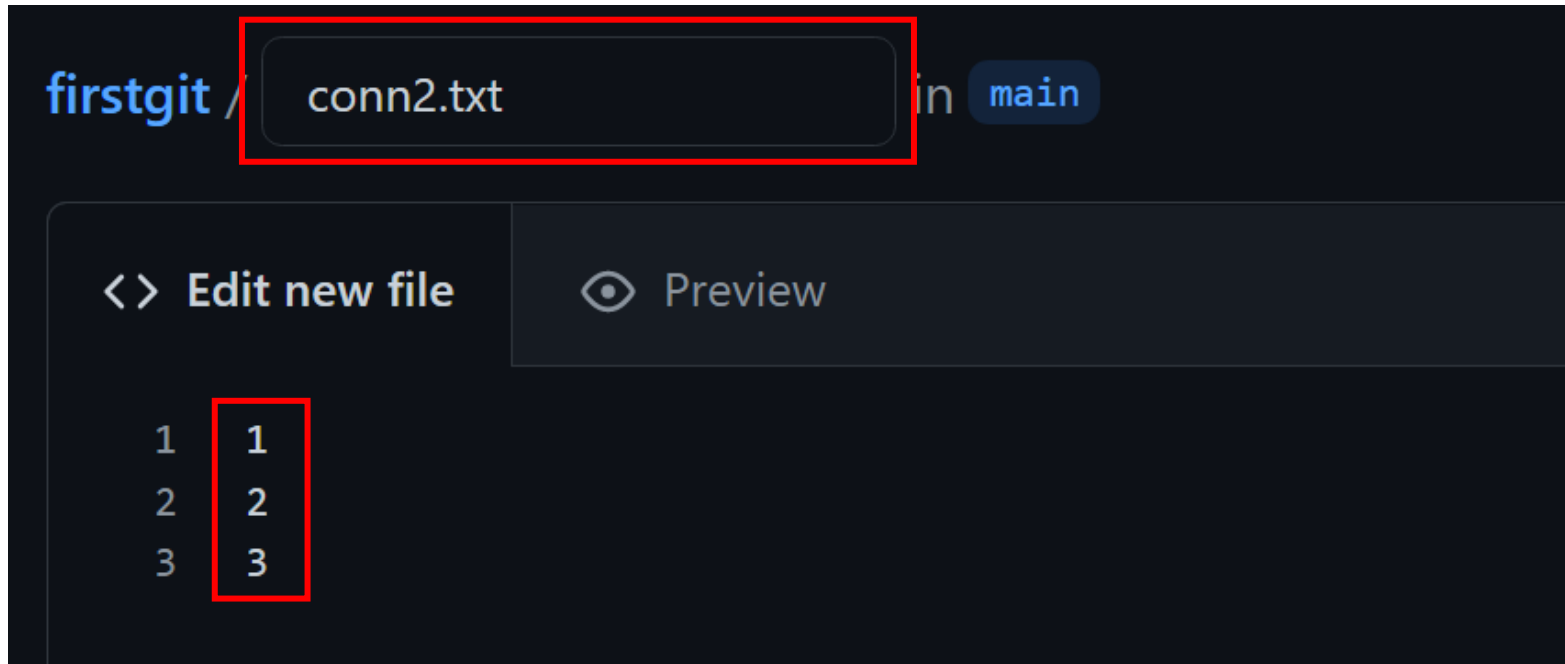 firstgit / conn2.txt in main
<> Edit new file Preview
1 1
2 2
3 3